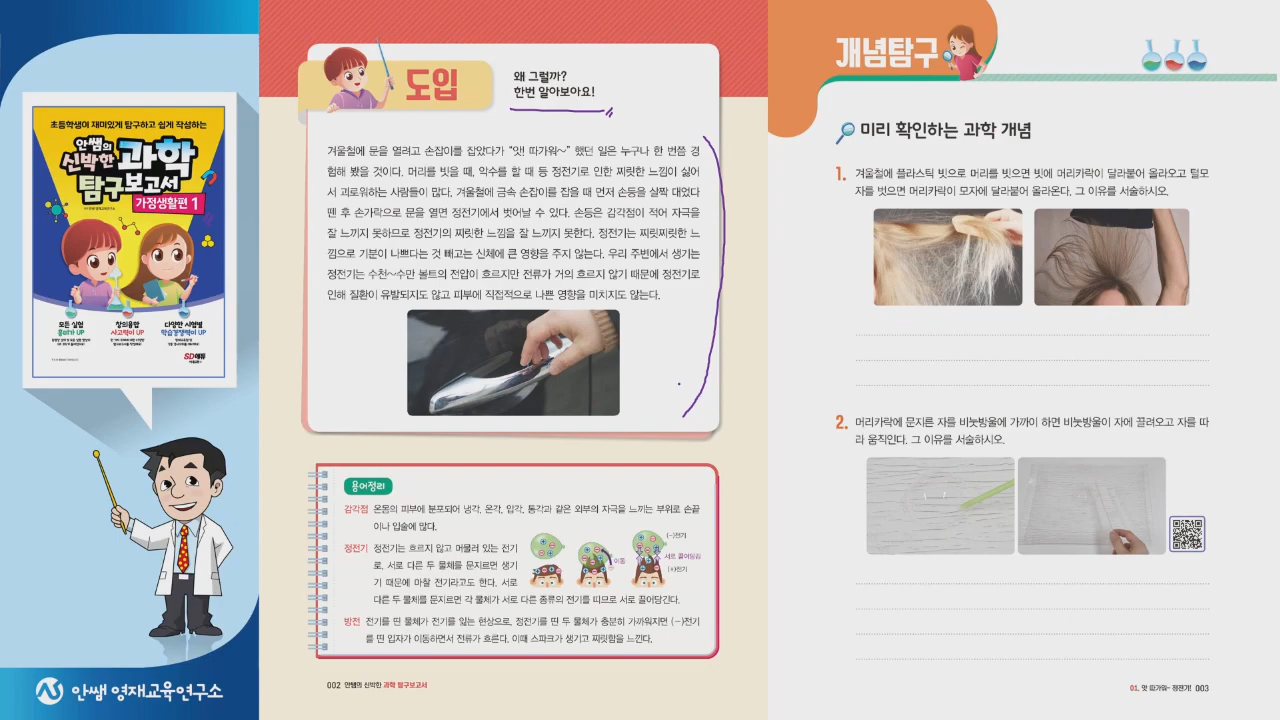 초등학생이 재미있게 탐구하고 쉽게 작성하는
안쌤의
신박한 과학
탐구보고서
가정생활편 1
모든 실험
흥미가 UP
창의융합
사고력이 UP
다양한 시험별
학습경쟁력이 UP
SD에듀
안쌤 영재교육연구소
도입
왜 그럴까?
한번 알아보아요!
겨울철에 문을 열려고 손잡이를 잡았다가 “앗! 따가워~” 했던 일은 누구나 한 번쯤 경
험해 봤을 것이다. 머리를 빗을 때, 악수를 할 때 등 정전기로 인한 찌릿한 느낌이 싫어
서 괴로워하는 사람들이 많다. 겨울철에 금속 손잡이를 잡을 때 먼저 손등을 살짝 대었다
뗀 후 손가락으로 문을 열면 정전기에서 벗어날 수 있다. 손등은 감각점이 적어 자극을
잘 느끼지 못하므로 정전기의 찌릿한 느낌을 잘 느끼지 못한다. 정전기는 찌릿찌릿한 느
낌으로 기분이 나쁘다는 것 빼고는 신체에 큰 영향을 주지 않는다. 우리 주변에서 생기는
정전기는 수천~수만 볼트의 전압이 흐르지만 전류가 거의 흐르지 않기 때문에 정전기로
인해 질환이 유발되지도 않고 피부에 직접적으로 나쁜 영향을 미치지도 않는다.
용어정리
감각점 온몸의 피부에 분포되어 냉각, 온각, 압각, 통각과 같은 외부의 자극을 느끼는 부위로 손끝
이나 입술에 많다.
정전기 정전기는 흐르지 않고 머물러 있는 전기
로, 서로 다른 두 물체를 문지르면 생기
기 때문에 마찰 전기라고도 한다. 서로
다른 두 물체를 문지르면 각 물체가 서로 다른 종류의 전기를 띠므로 서로 끌어당긴다.
이동
(-)전기
서로 끌어당김
(+)전기
방전 전기를 띤 물체가 전기를 잃는 현상으로, 정전기를 띤 두 물체가 충분히 가까워지면 (-)전기
를 띤 입자가 이동하면서 전류가 흐른다. 이때 스파크가 생기고 찌릿함을 느낀다.
002 안쌤의 신박한 과학 탐구보고서
개념탐구
미리 확인하는 과학 개념
1. 겨울철에 플라스틱 빗으로 머리를 빗으면 빗에 머리카락이 달라붙어 올라오고 털모
자를 벗으면 머리카락이 모자에 달라붙어 올라온다. 그 이유를 서술하시오.
2. 머리카락에 문지른 자를 비눗방울에 가까이 하면 비눗방울이 자에 끌려오고 자를 따
라 움직인다. 그 이유를 서술하시오.
01. 앗 따가워~ 정전기! 003